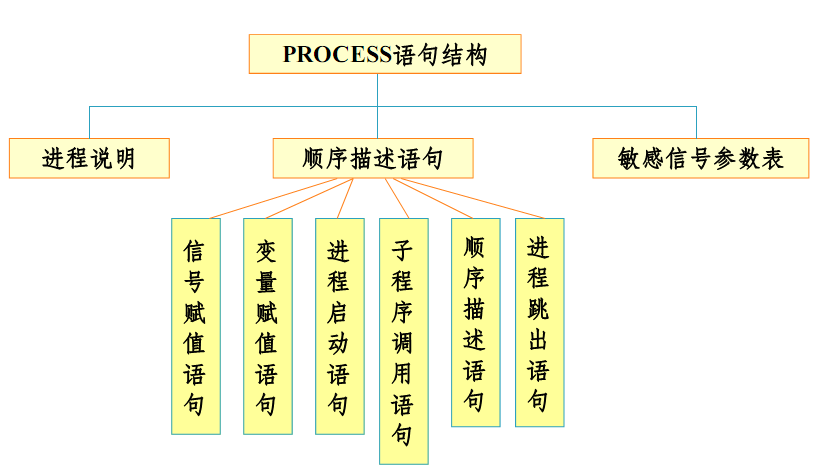 PROCESS语句结构
进程说明
顺序描述语句
敏感信号参数表
信号赋值语句
变量赋值语句
进程启动语句
子程序调用语句
顺序描述语句
进程跳出语句